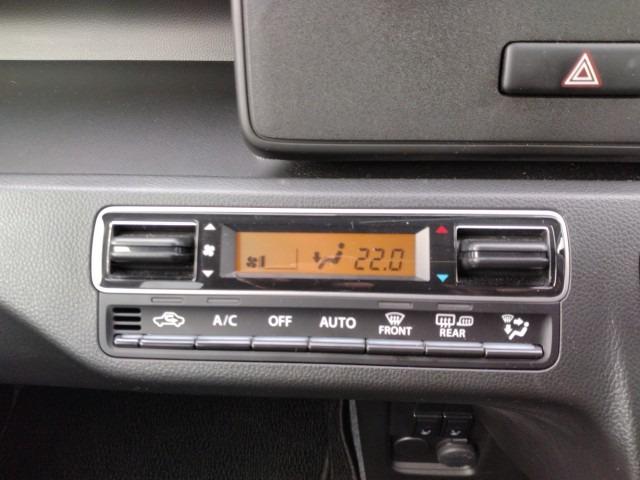 22.0
A/C OFF AUTO FRONT REAR